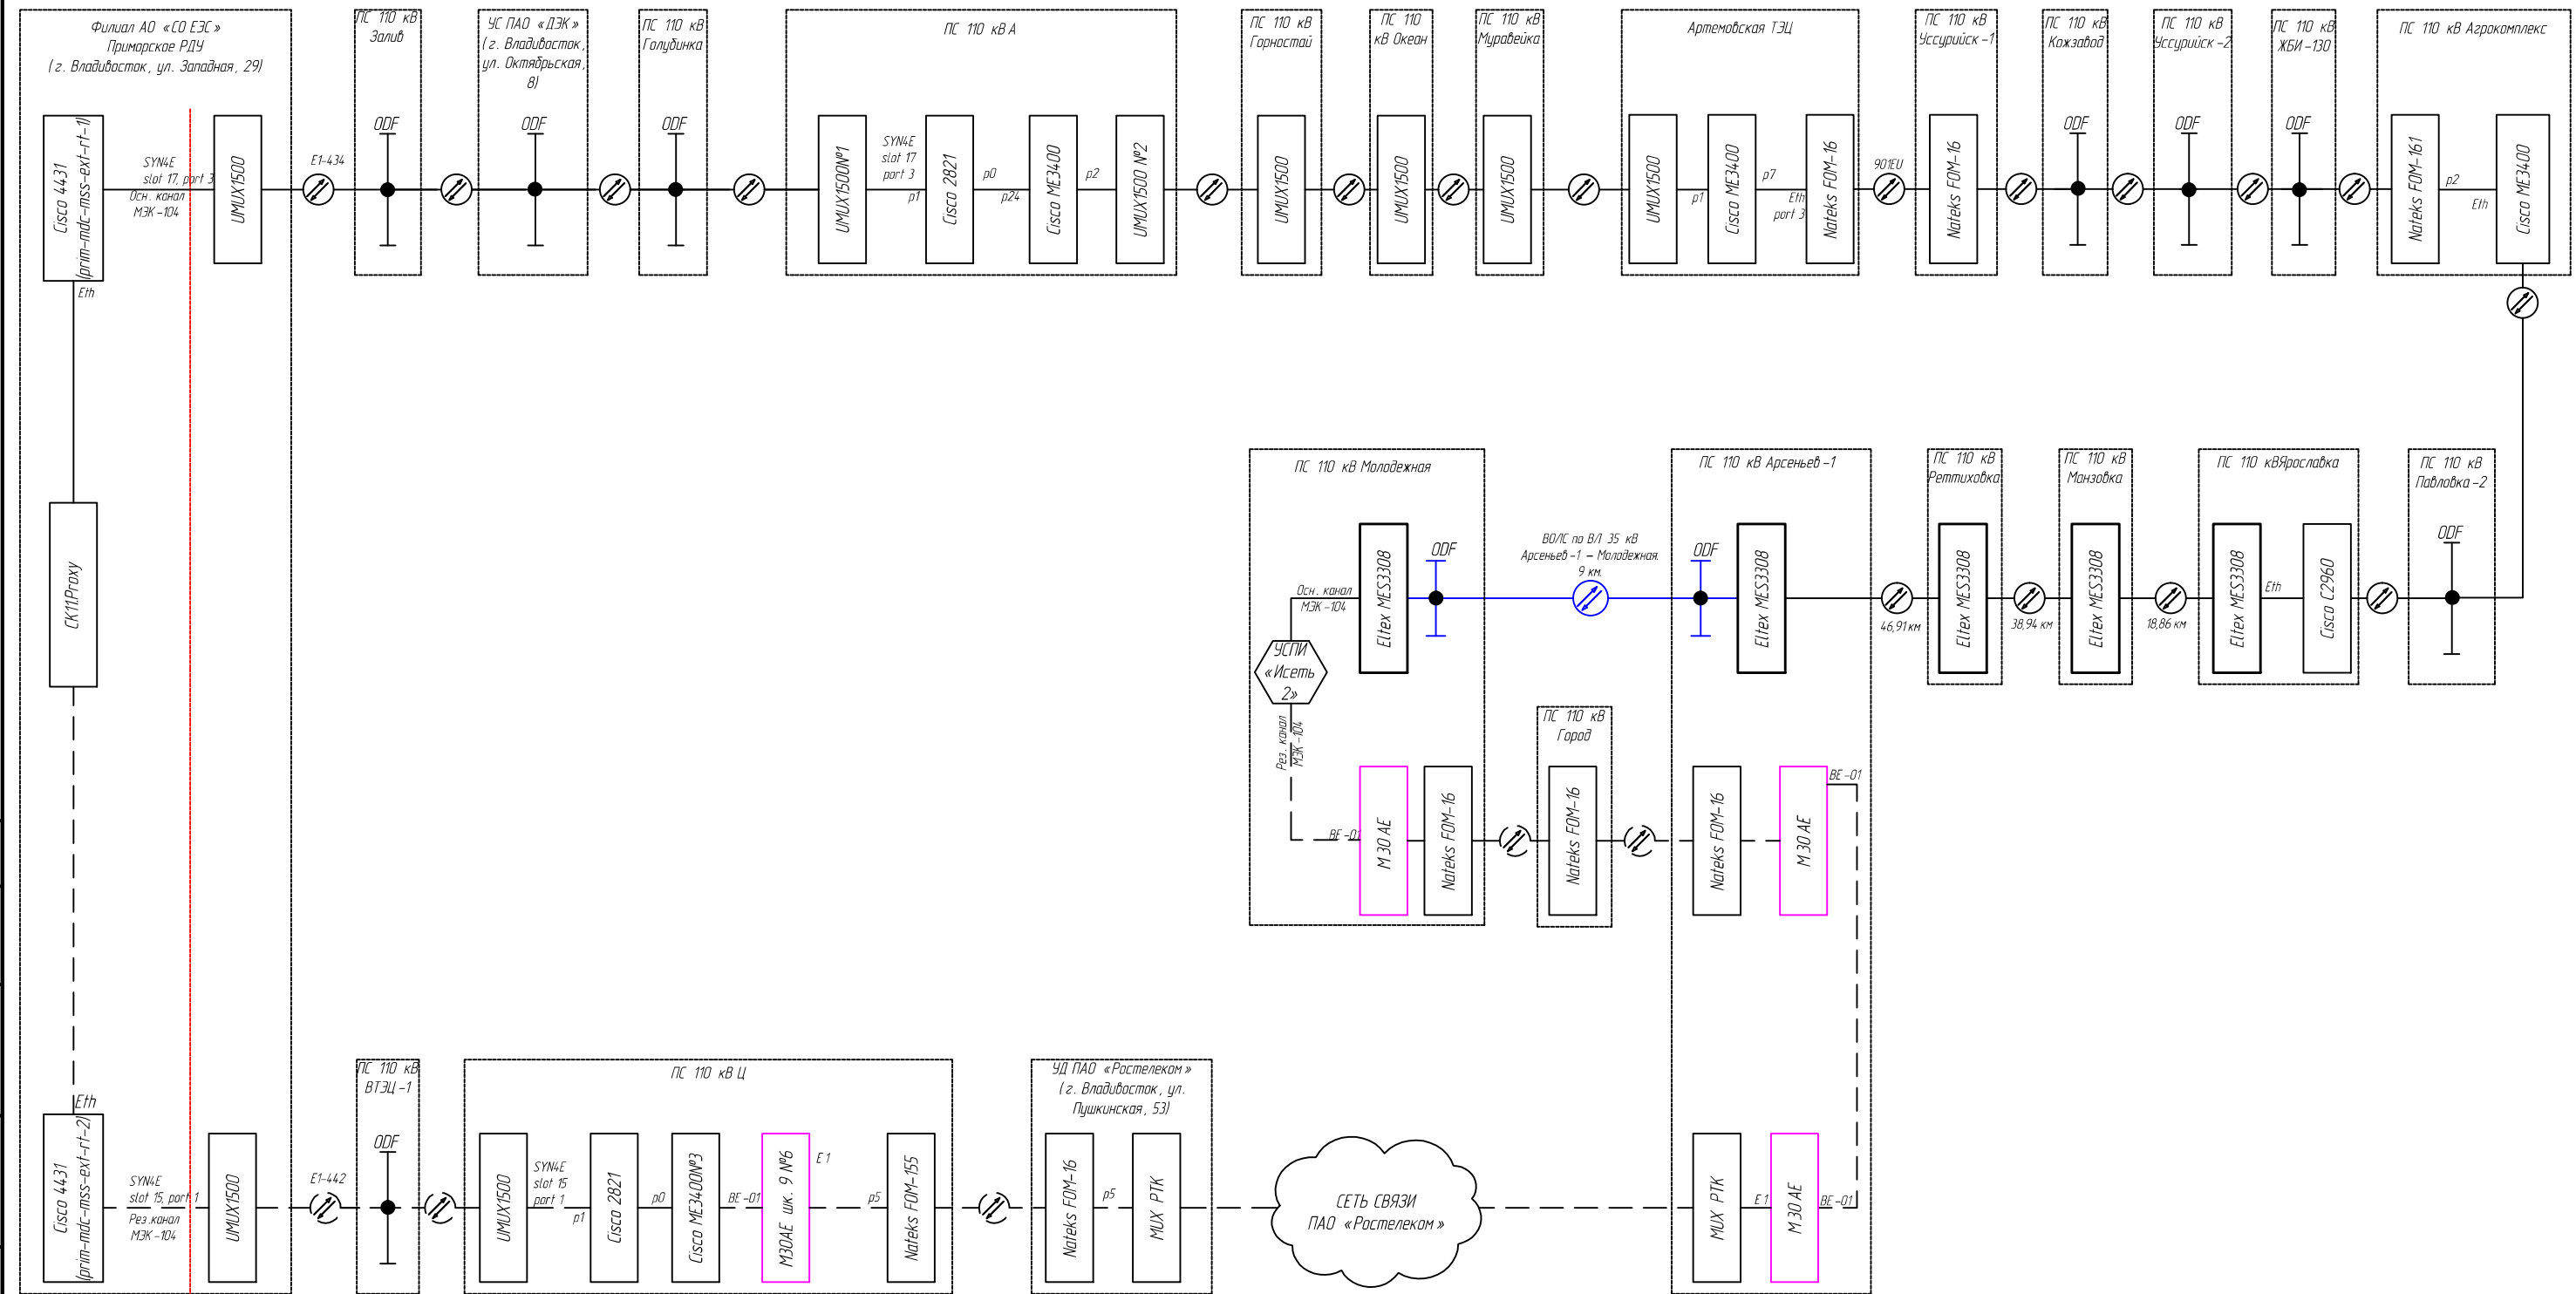 Филиал АО «СО ЕЭС»
Приморское РДУ
(г. Владивосток, ул. Западная, 29)
Cisco 4431
(prim-mdc-mss-ext-rt-1)
SYN4E
slot 17, port 3
Осн. канал
МЭК-104
UMUX1500
Eth
E1-434
ПС 110 кВ
Залив
ODF
УС ПАО «ДЭК»
(г. Владивосток,
ул. Октябрьская,
8)
ODF
ПС 110 кВ
Голубинка
ODF
ПС 110 кВ А
UMUX1500№1
SYN4E
slot 17
port 3
p1
Cisco 2821
p0
p24
Cisco ME3400
p2
UMUX1500 №2
ПС 110 кВ
Горностай
UMUX1500
ПС 110
кВ Океан
UMUX1500
ПС 110 кВ
Муравейка
UMUX1500
Артемовская ТЭЦ
UMUX1500
p1
Cisco ME3400
p7
Eth
port 3
Nateks FOM-16
901EU
ПС 110 кВ
Уссурийск-1
Nateks FOM-16
ПС 110 кВ
Кожзавод
ODF
ПС 110 кВ
Уссурийск-2
ODF
ПС 110 кВ
ЖБИ-130
ODF
ПС 110 кВ Агрокомплекс
Nateks FOM-161
p2
Eth
Cisco ME3400
СК11.Proxy
ПС 110 кВ Молодежная
Осн. канал
МЭК-104
Eltex MES3308
ODF
УСПИ
«Исеть
2»
Рез. канал
МЭК-104
BE-01
М30 АЕ
Nateks FOM-16
ВОЛС по ВЛ 35 кВ
Арсеньев-1 – Молодежная.
9 км.
ПС 110 кВ
Город
Nateks FOM-16
ПС 110 кВ Арсеньев-1
ODF
Eltex MES3308
Nateks FOM-16
М30 АЕ
BE-01
46,91 км
ПС 110 кВ
Реттиховка
Eltex MES3308
38,94 км
ПС 110 кВ
Манзовка
Eltex MES3308
18,86 км
ПС 110 кВЯрославка
Eltex MES3308
Eth
Cisco C2960
ПС 110 кВ
Павловка-2
ODF
Eth
Cisco 4431
(prim-mdc-mss-ext-rt-2)
SYN4E
slot 15, port 1
Рез.канал
МЭК-104
UMUX1500
E1-442
ПС 110 кВ
ВТЭЦ-1
ODF
ПС 110 кВ Ц
UMUX1500
SYN4E
slot 15
port 1
p1
Cisco 2821
p0
Cisco ME3400№3
BE-01
М30АЕ шк. 9 №6
E1
p5
Nateks FOM-155
УД ПАО «Ростелеком»
(г. Владивосток, ул.
Пушкинская, 53)
Nateks FOM-16
p5
MUX РТК
СЕТЬ СВЯЗИ
ПАО «Ростелеком»
MUX РТК
E1
М30 АЕ
BE-01